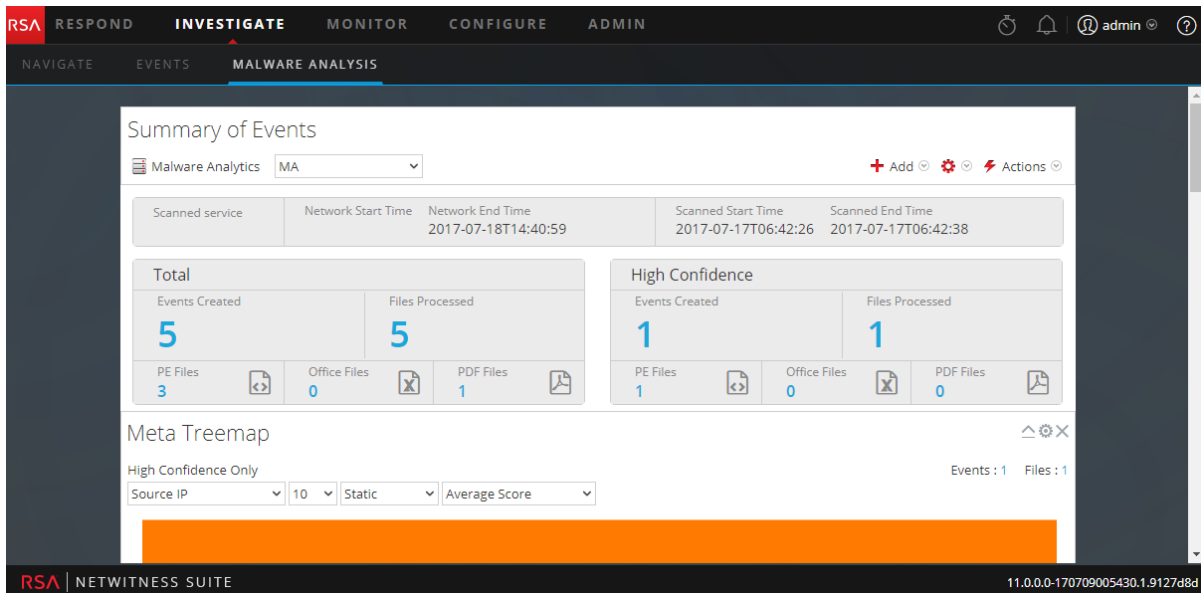 RSA RESPOND INVESTIGATE MONITOR CONFIGURE ADMIN admin ?
NAVIGATE EVENTS MALWARE ANALYSIS
Summary of Events
Malware Analytics MA Add Actions
Scanned service Network Start Time Network End Time Scanned Start Time Scanned End Time
2017-07-18T14:40:59 2017-07-17T06:42:26 2017-07-17T06:42:38
Total High Confidence
Events Created Files Processed Events Created Files Processed
5 5 1 1
PE Files Office Files PDF Files PE Files Office Files PDF Files
3 0 1 1 0 0
Meta Treemap
High Confidence Only Events : 1 Files : 1
Source IP 10 Static Average Score
RSA NETWITNESS SUITE 11.0.0.0-170709005430.1.9127d8d